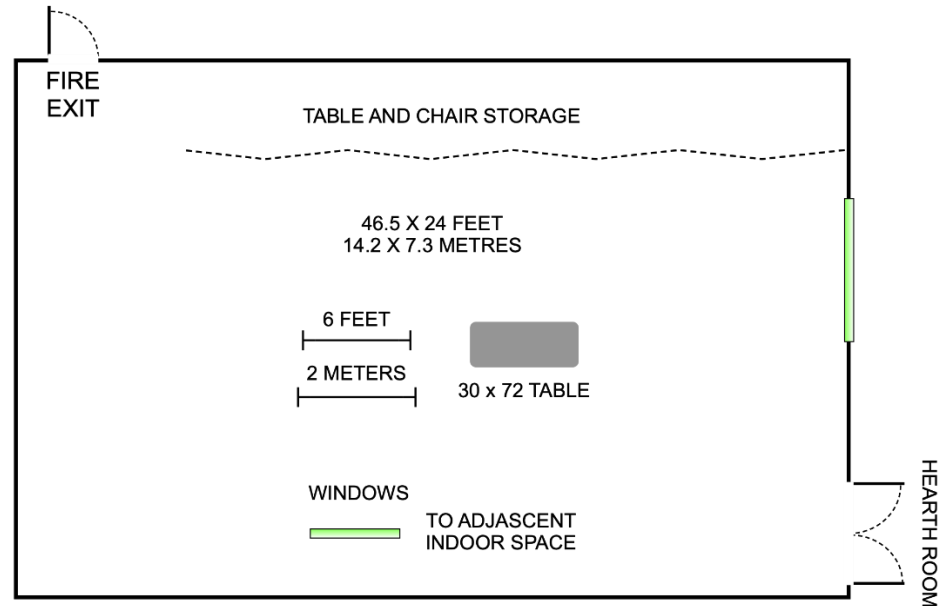 FIRE
EXIT
TABLE AND CHAIR STORAGE
46.5 X 24 FEET
14.2 X 7.3 METRES
6 FEET
2 METERS
30 x 72 TABLE
WINDOWS
TO ADJASCENT
INDOOR SPACE
HEARTH ROOM